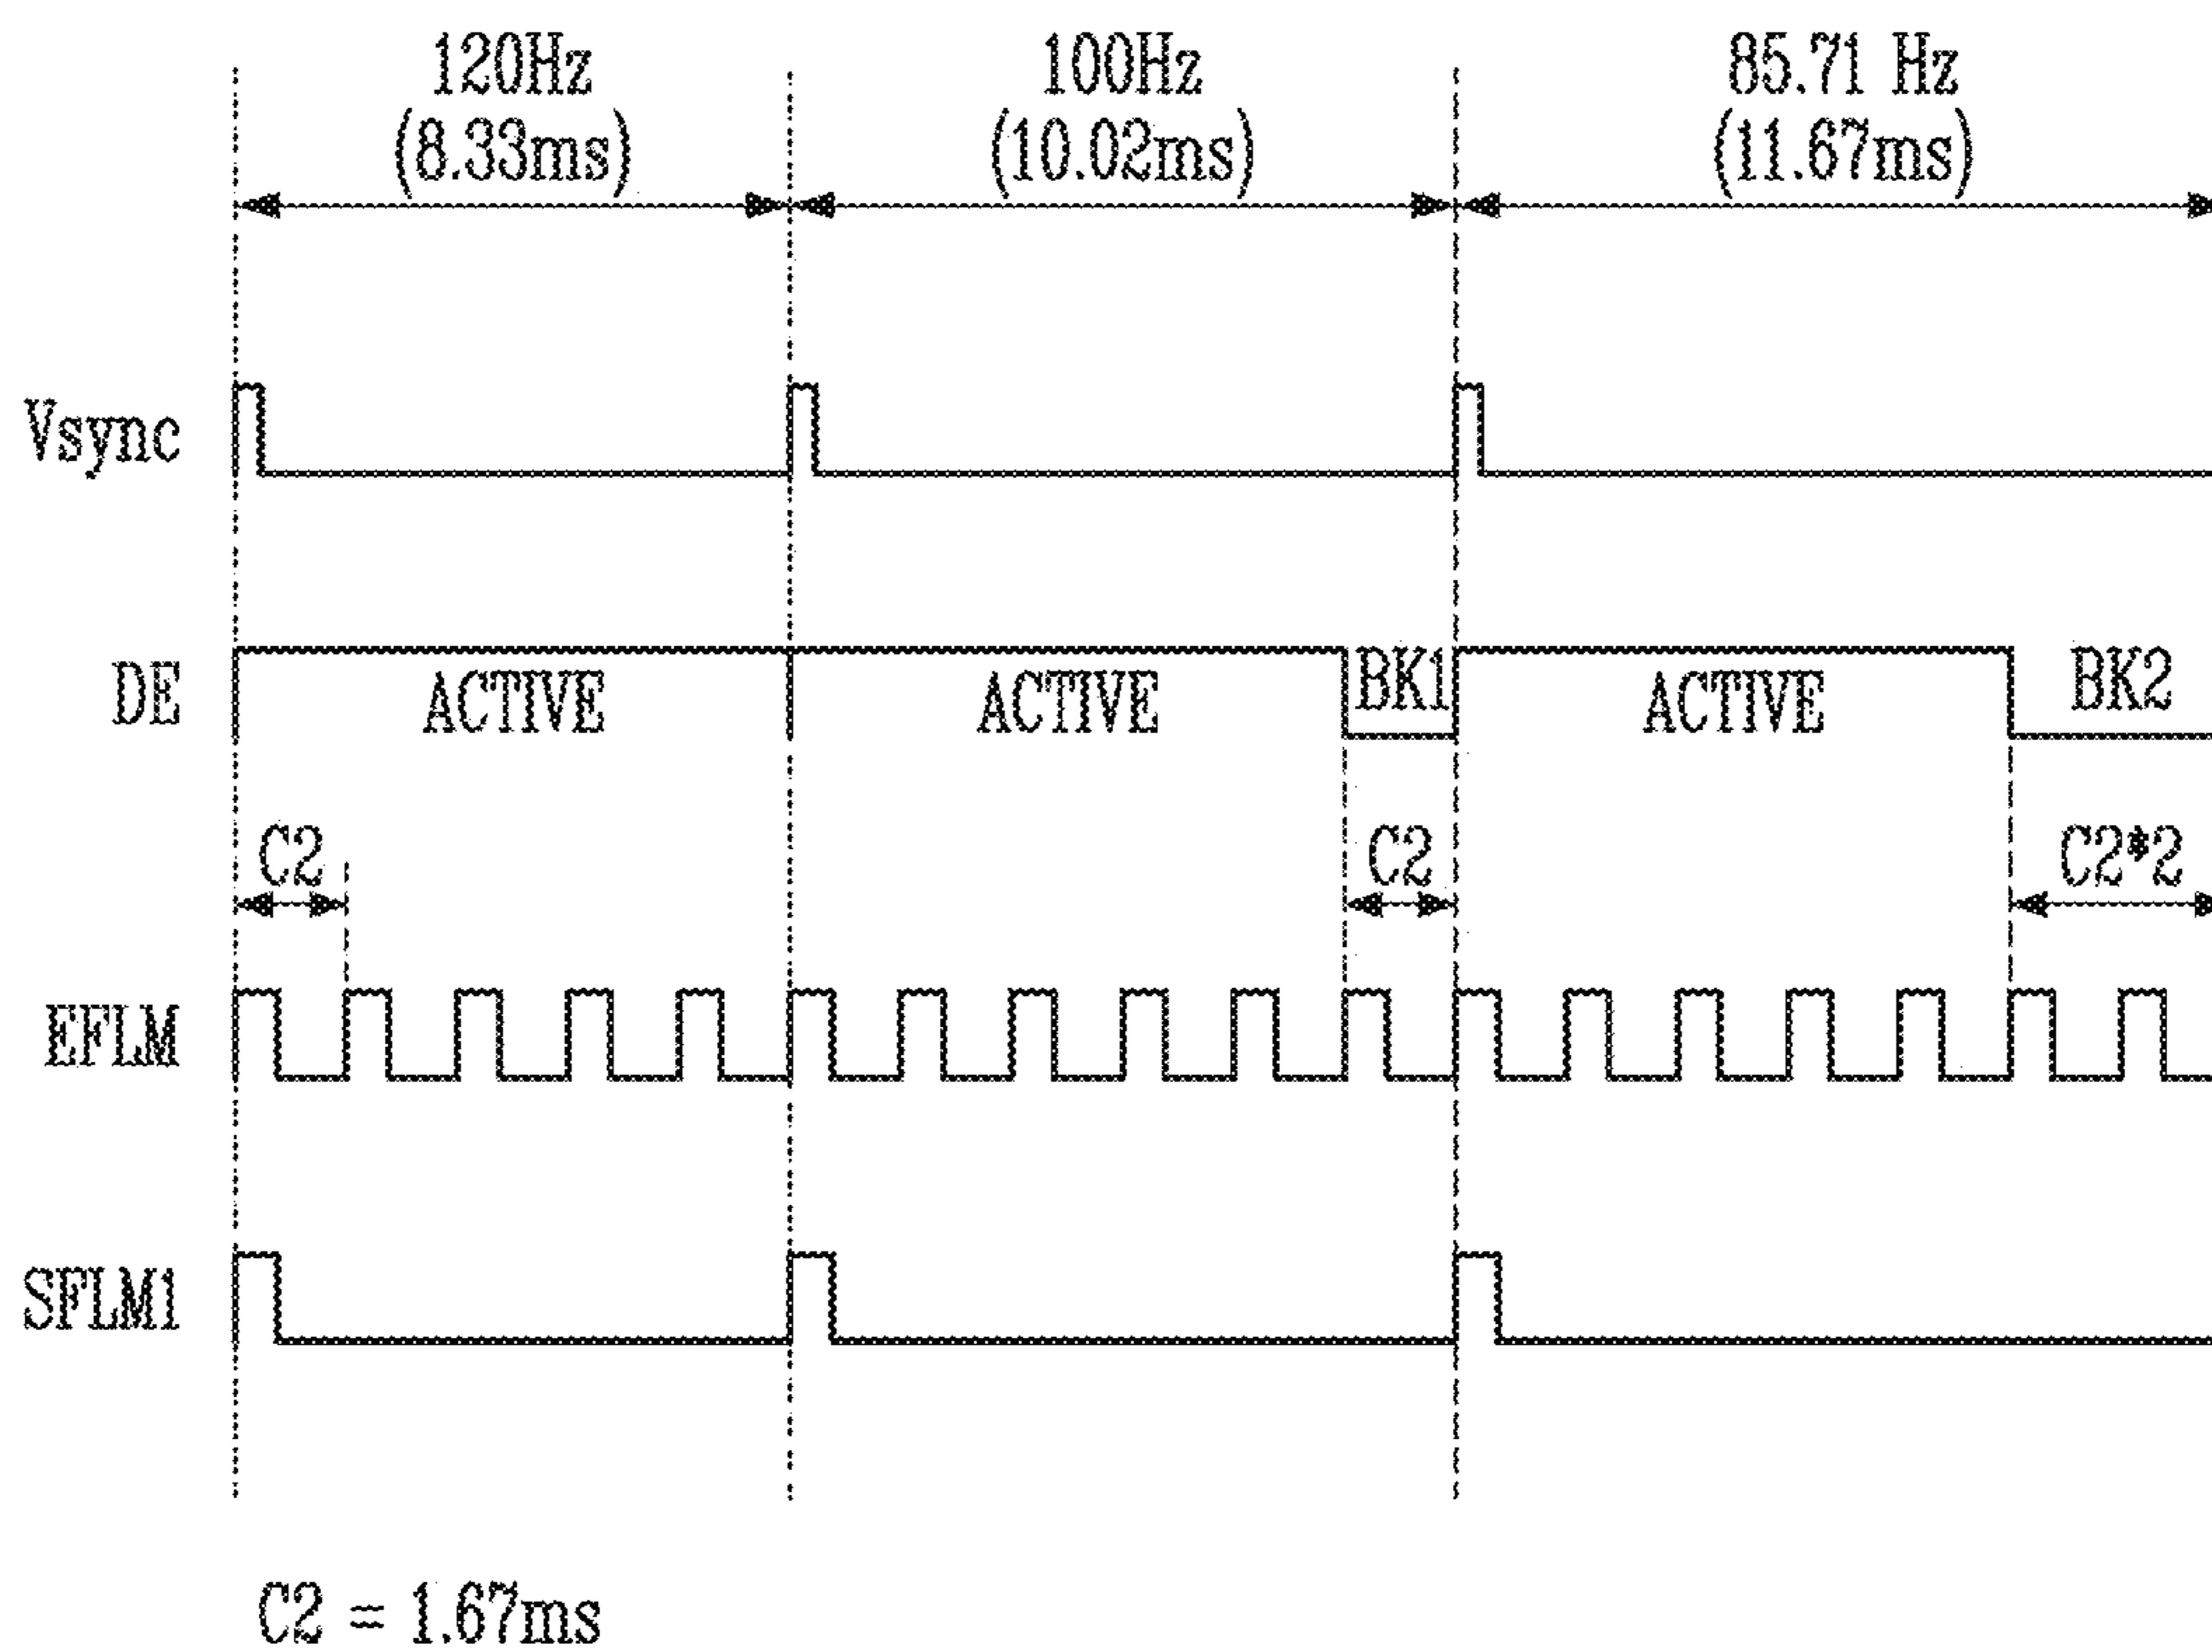 120Hz
(8.33ms)
100Hz
(10.02ms)
85.71 Hz
(11.67ms)
Vsync
DE
ACTIVE
ACTIVE
BK1
ACTIVE
BK2
C2
C2
C2*2
EFLM
SFLM1
C2 = 1.67ms